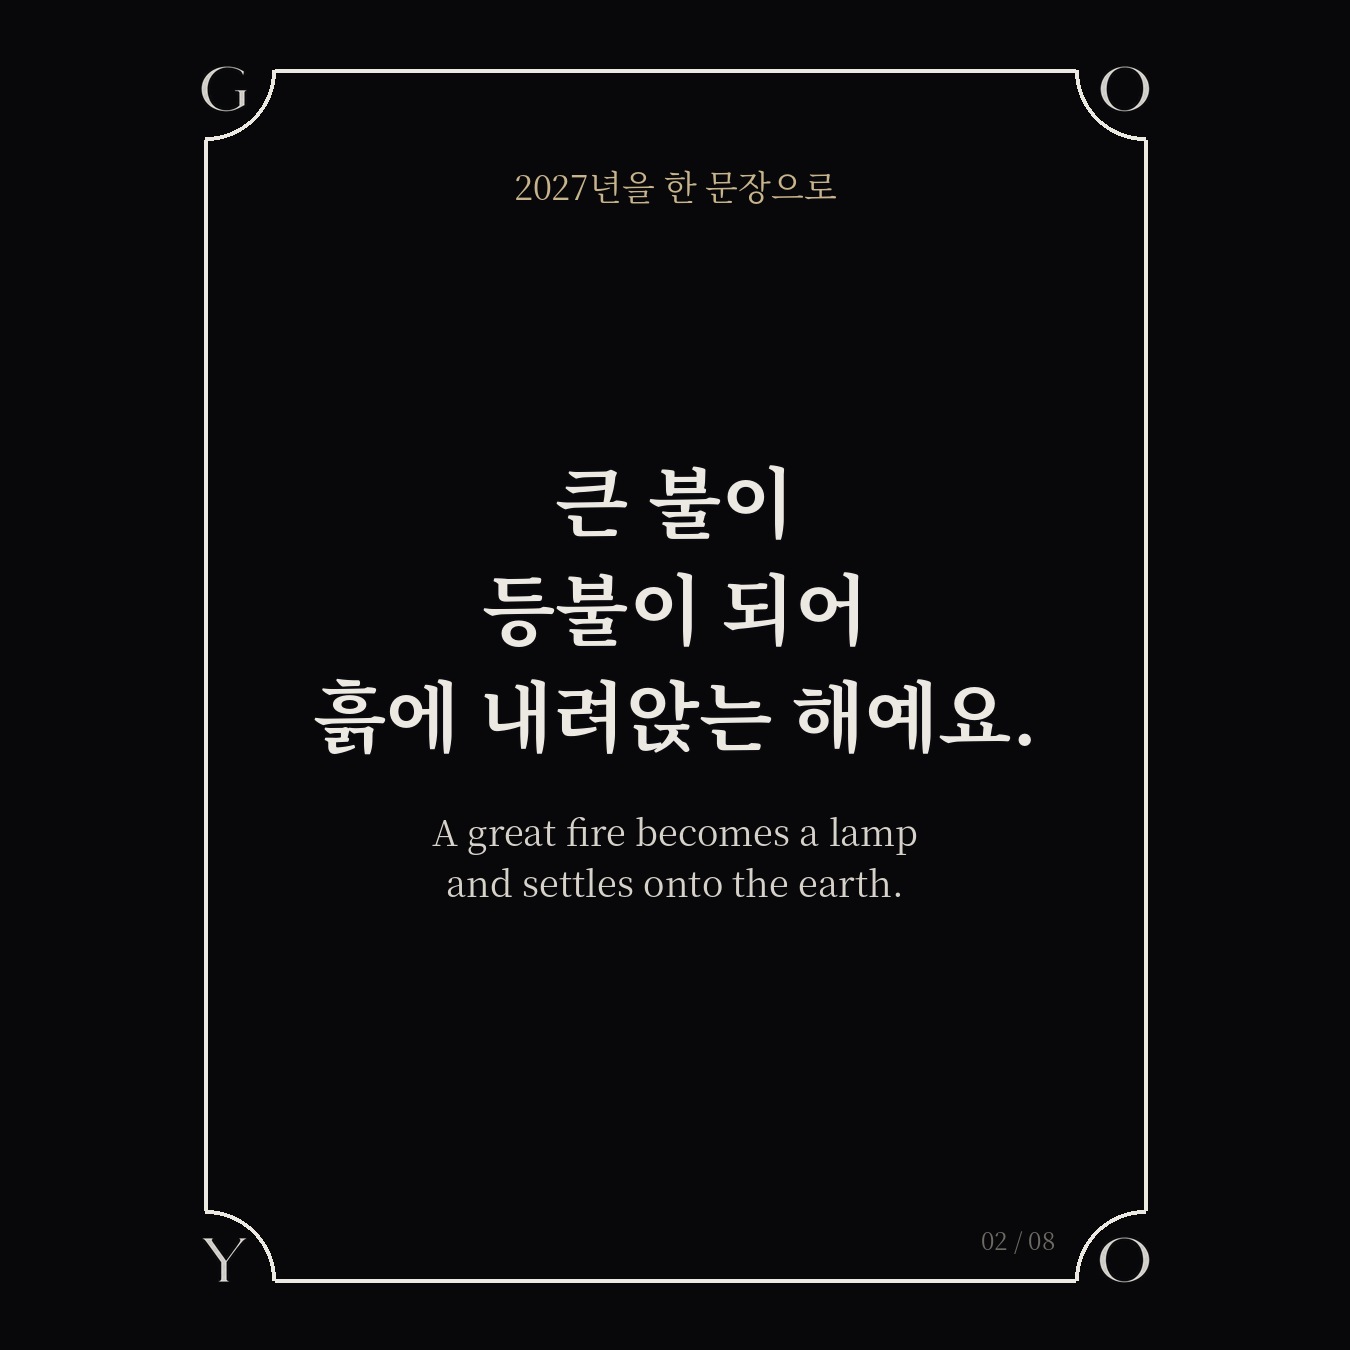 G O
2027년을 한 문장으로
큰 불이
등불이 되어
흙에 내려앉는 해예요.
A great fire becomes a lamp
and settles onto the earth.
02 / 08
Y O